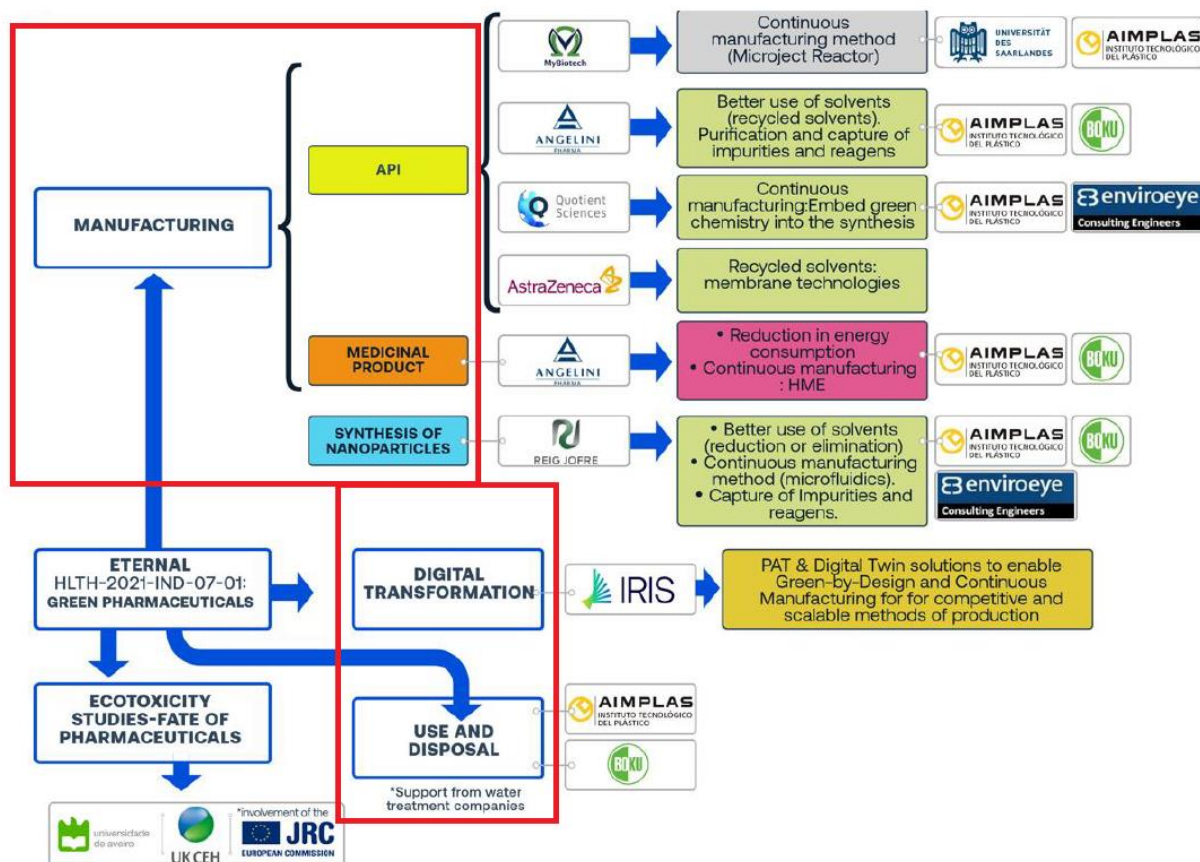 MyBiotech
Continuous
manufacturing method
(Microject Reactor)
UNIVERSITÄT
DES
SAARLANDES
AIMPLAS
INSTITUTO TECNOLÓGICO
DEL PLÁSTICO
API
ANGELINI
PHARMA
Better use of solvents
(recycled solvents).
Purification and capture of
impurities and reagens
AIMPLAS
INSTITUTO TECNOLÓGICO
DEL PLÁSTICO
BOKU
MANUFACTURING
Quotient
Sciences
Continuous
manufacturing:Embed green
chemistry into the synthesis
AIMPLAS
INSTITUTO TECNOLÓGICO
DEL PLÁSTICO
enviroeye
Consulting Engineers
AstraZeneca
Recycled solvents:
membrane technologies
MEDICINAL
PRODUCT
ANGELINI
PHARMA
• Reduction in energy
consumption
• Continuous manufacturing
: HME
AIMPLAS
INSTITUTO TECNOLÓGICO
DEL PLÁSTICO
BOKU
SYNTHESIS OF
NANOPARTICLES
REIG JOFRE
• Better use of solvents
(reduction or elimination)
• Continuous manufacturing
method (microfluidics).
• Capture of Impurities and
reagens.
AIMPLAS
INSTITUTO TECNOLÓGICO
DEL PLÁSTICO
BOKU
enviroeye
Consulting Engineers
ETERNAL
HLTH-2021-IND-07-01:
GREEN PHARMACEUTICALS
DIGITAL
TRANSFORMATION
IRIS
PAT & Digital Twin solutions to enable
Green-by-Design and Continuous
Manufacturing for for competitive and
scalable methods of production
ECOTOXICITY
STUDIES-FATE OF
PHARMACEUTICALS
USE AND
DISPOSAL
AIMPLAS
INSTITUTO TECNOLÓGICO
DEL PLÁSTICO
BOKU
*Support from water
treatment companies
universidade
de aveiro
UK CEH
*involvement of the
JRC
EUROPEAN COMMISSION